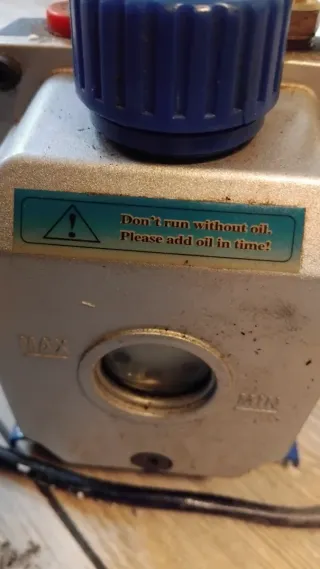 Don't run without oil.
Please add oil in time!
MAX
MIN